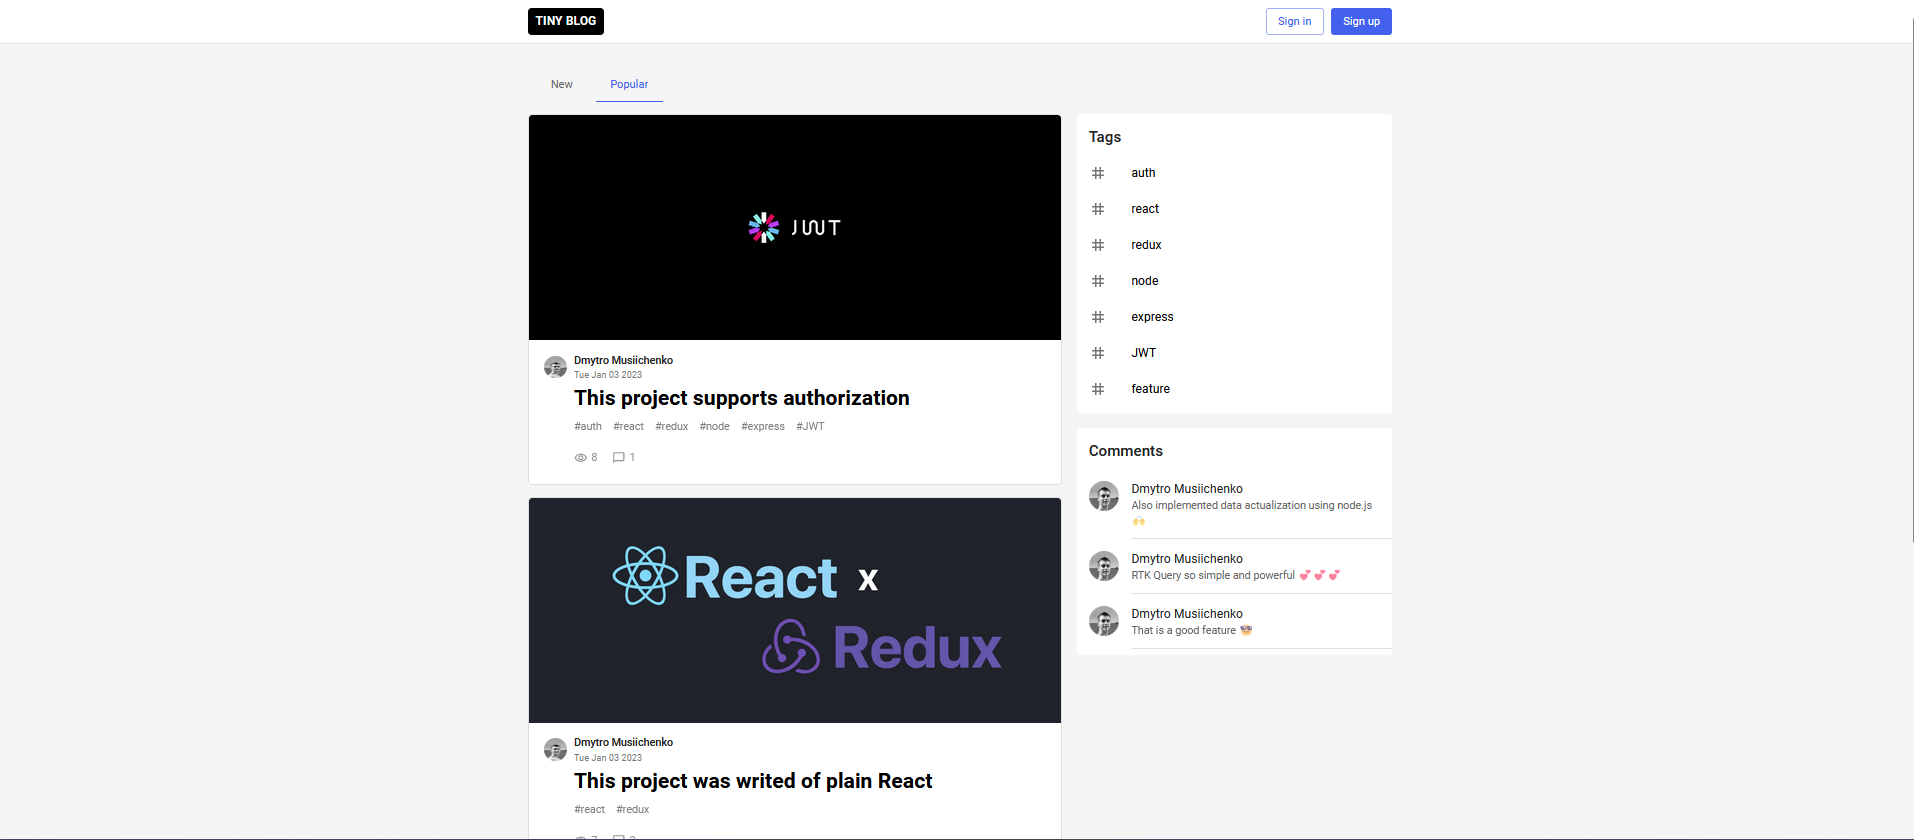 TINY BLOG
Sign in
Sign up
New
Popular
JWT
Dmytro Musiichenko
Tue Jan 03 2023
This project supports authorization
#auth #react #redux #node #express #JWT
8 1
React x
Redux
Dmytro Musiichenko
Tue Jan 03 2023
This project was writed of plain React
#react #redux
Tags
# auth
# react
# redux
# node
# express
# JWT
# feature
Comments
Dmytro Musiichenko
Also implemented data actualization using node.js
🙌
Dmytro Musiichenko
RTK Query so simple and powerful 💕 💕 💕
Dmytro Musiichenko
That is a good feature